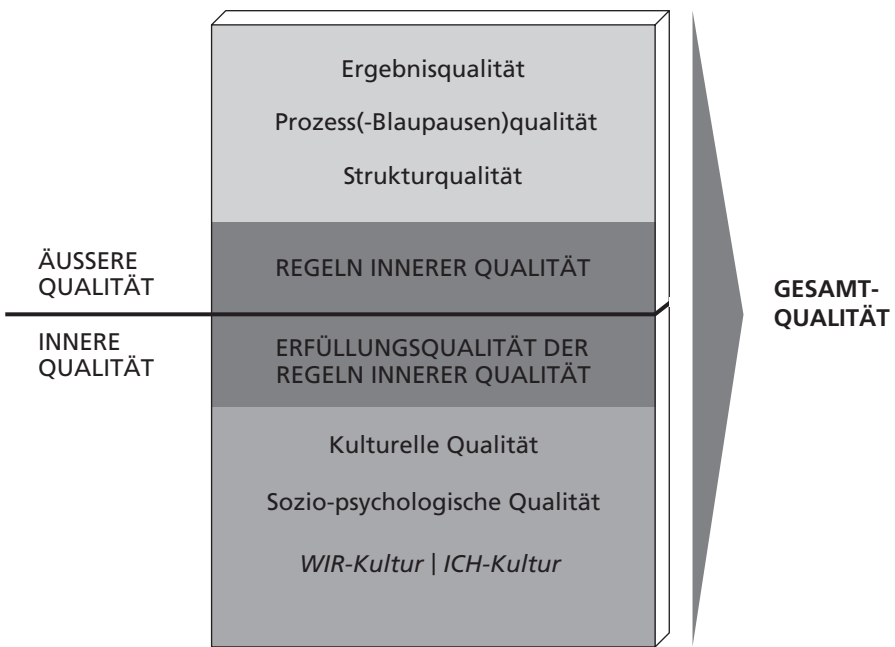 Ergebnisqualität
Prozess(-Blaupausen)qualität
Strukturqualität
ÄUSSERE
QUALITÄT
REGELN INNERER QUALITÄT
GESAMT-
QUALITÄT
INNERE
QUALITÄT
ERFÜLLUNGSQUALITÄT DER
REGELN INNERER QUALITÄT
Kulturelle Qualität
Sozio-psychologische Qualität
WIR-Kultur | ICH-Kultur